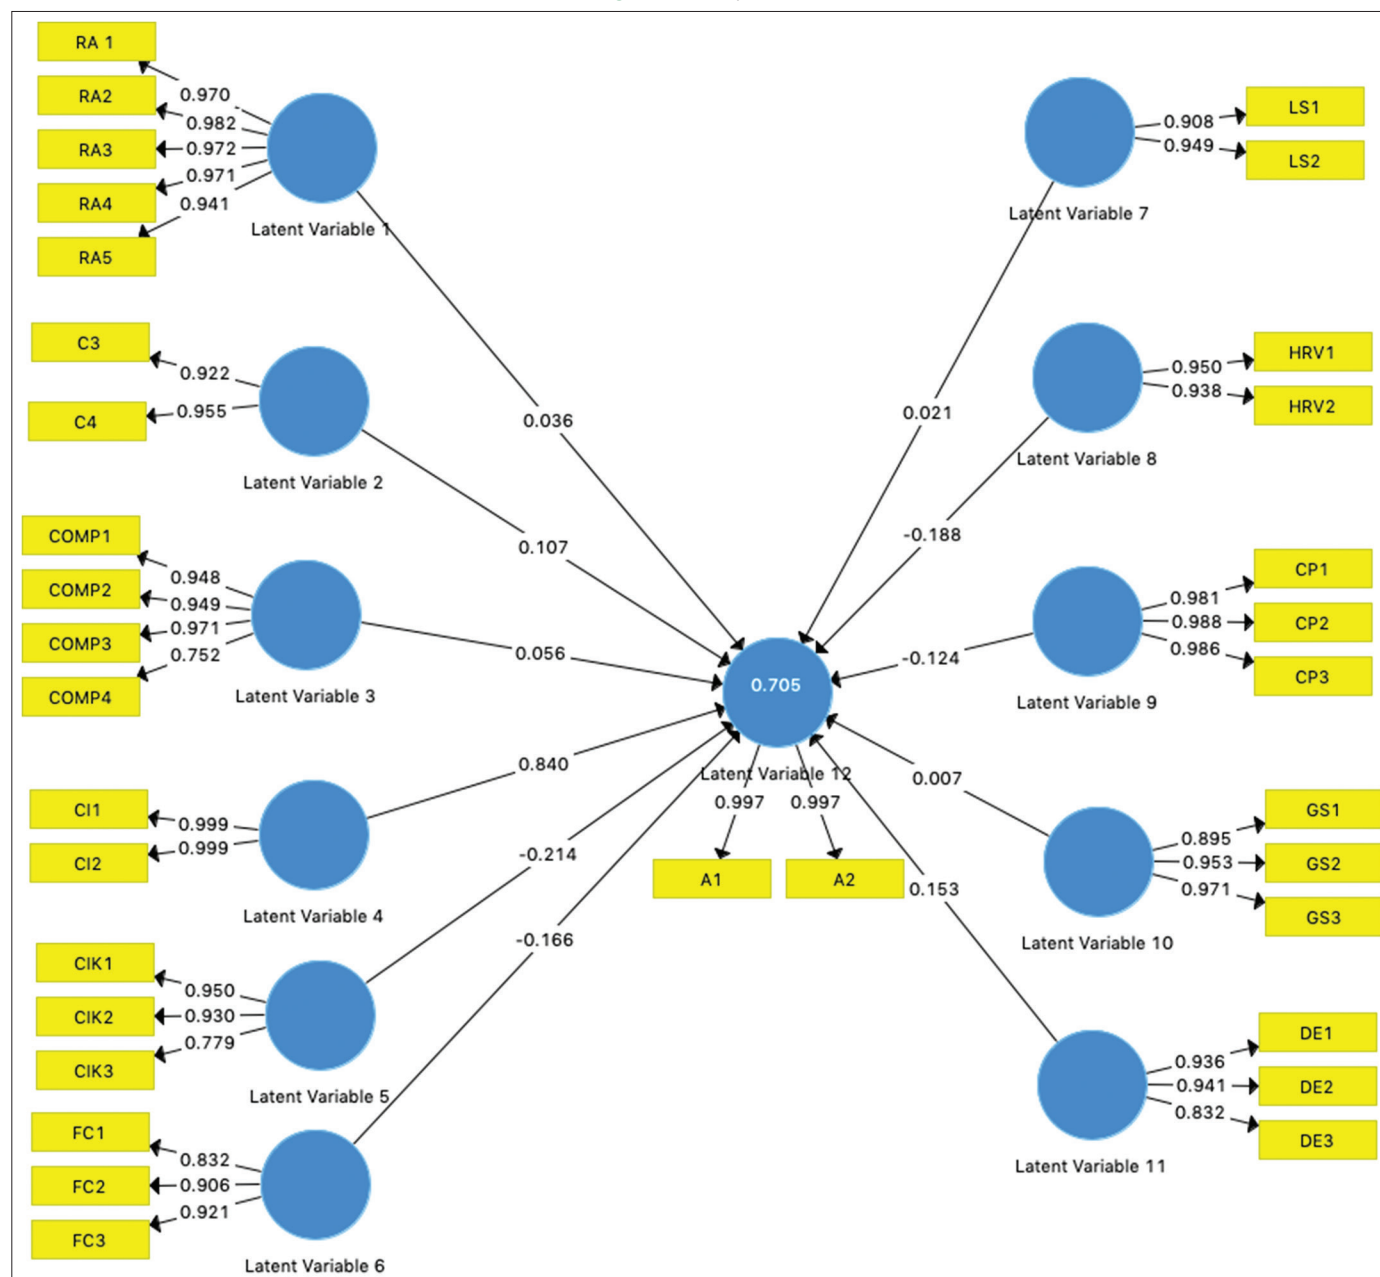 RA 1
RA2
RA3
RA4
RA5
0.970
0.982
0.972
0.971
0.941
Latent Variable 1
C3
C4
0.922
0.955
Latent Variable 2
COMP1
COMP2
COMP3
COMP4
0.948
0.949
0.971
0.752
Latent Variable 3
CI1
CI2
0.999
0.999
Latent Variable 4
CIK1
CIK2
CIK3
0.950
0.930
0.779
Latent Variable 5
FC1
FC2
FC3
0.832
0.906
0.921
Latent Variable 6
0.036
0.107
0.056
0.840
-0.214
-0.166
0.705
Latent Variable 12
0.997
0.997
A1
A2
0.021
-0.188
-0.124
0.007
0.153
Latent Variable 7
0.908
0.949
LS1
LS2
Latent Variable 8
0.950
0.938
HRV1
HRV2
Latent Variable 9
0.981
0.988
0.986
CP1
CP2
CP3
Latent Variable 10
0.895
0.953
0.971
GS1
GS2
GS3
Latent Variable 11
0.936
0.941
0.832
DE1
DE2
DE3